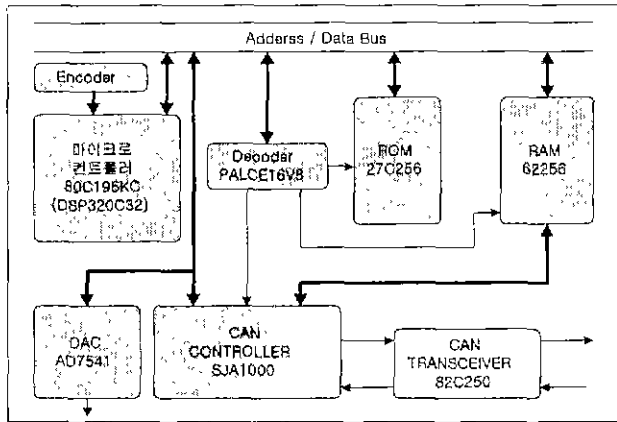 Adderss / Data Bus
Encoder
마이크로
컨트롤러
80C196KC
(DSP320C32)
Decoder
PALCE16V8
ROM
27C256
RAM
62256
DAC
AD7541
CAN
CONTROLLER
SJA1000
CAN
TRANSCEIVER
82C250